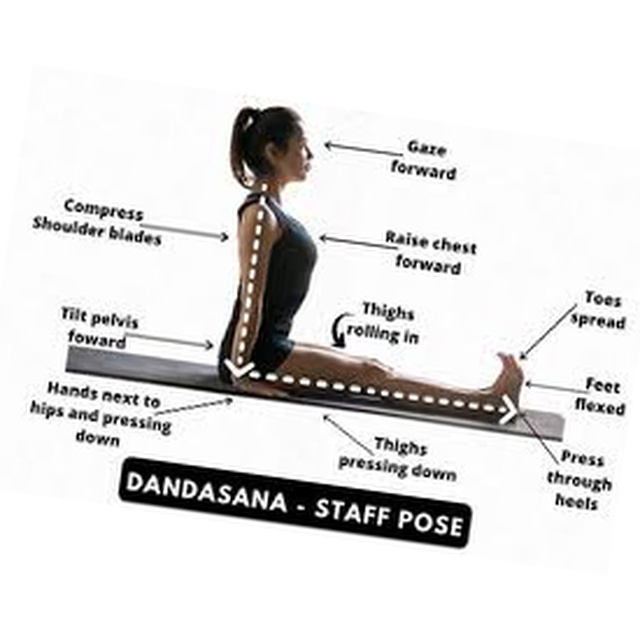 Gaze
forward
Compress
Shoulder blades
Raise chest
forward
Toes
spread
Thighs
rolling in
Tilt pelvis
foward
Feet
flexed
Hands next to
hips and pressing
down
Thighs
pressing down
Press
through
heels
DANDASANA - STAFF POSE